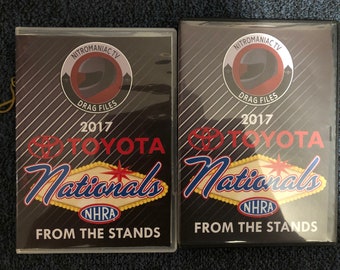 NITROMANIAC TV
DRAG FILES
2017
TOYOTA
Nationals
NHRA
FROM THE STANDS
NITROMANIAC TV
DRAG FILES
2017
TOYOTA
Nationals
NHRA
FROM THE STANDS